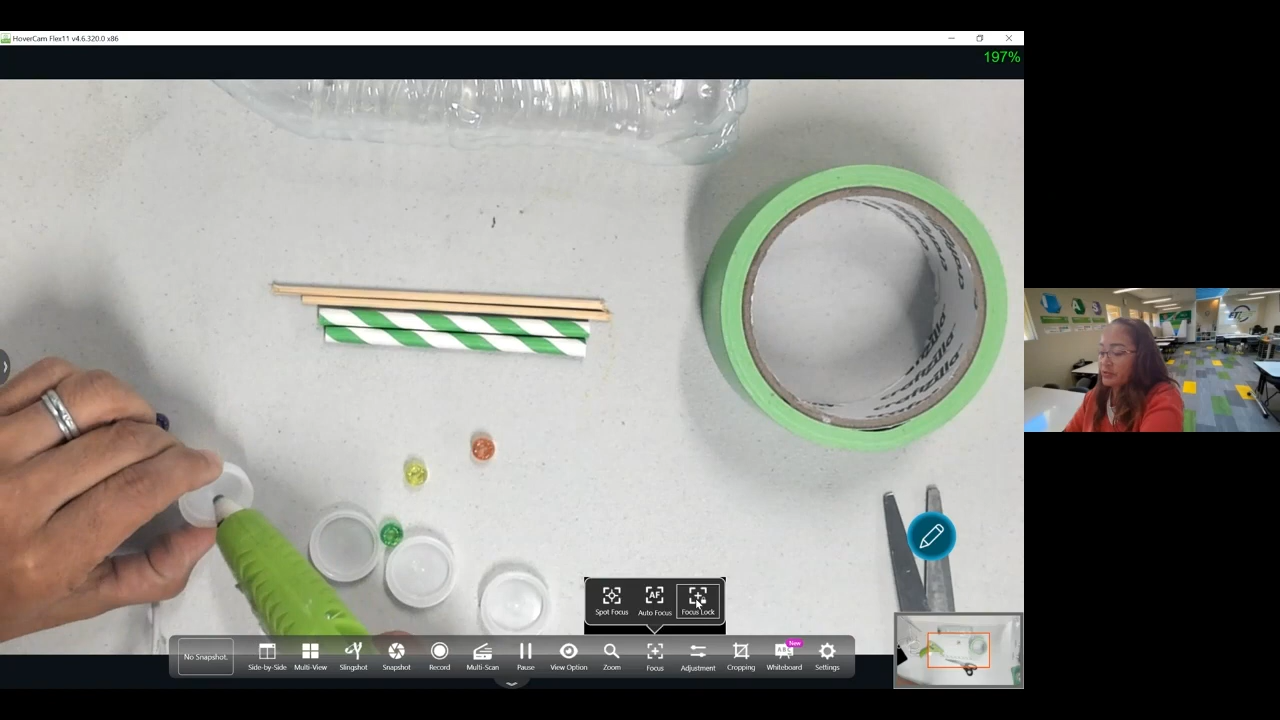 HoverCam Flex11 v4.6.320.0 x86
197%
Spot Focus
AF
Auto Focus
Focus Lock
No Snapshot.
Side-by-Side
Multi-View
Slingshot
Snapshot
Record
Multi-Scan
Pause
View Option
Zoom
Focus
Adjustment
Cropping
New
Whiteboard
Settings